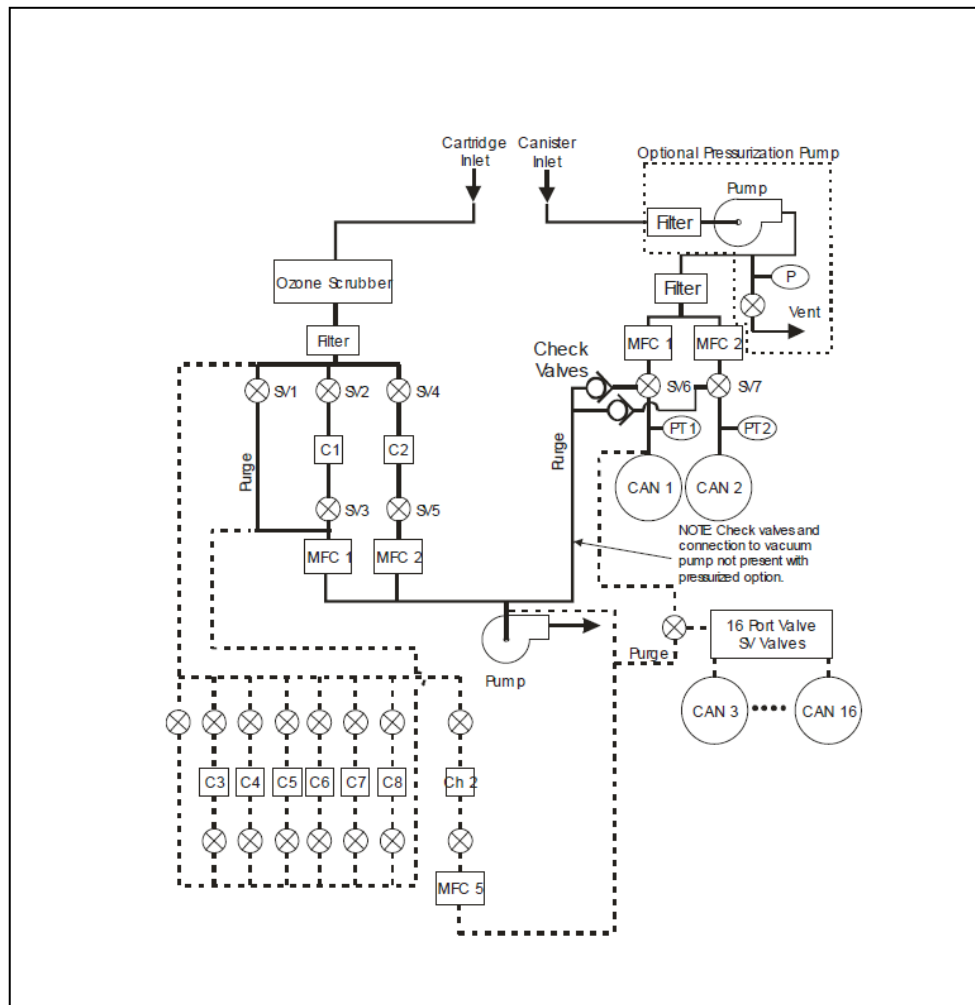 Cartridge
Inlet
Canister
Inlet
Optional Pressurization Pump
Pump
Filter
P
Vent
Ozone Scrubber
Filter
Filter
MFC 1
MFC 2
Check
Valves
SV1
SV2
SV4
SV6
SV7
PT1
PT2
C1
C2
Purge
Purge
CAN 1
CAN 2
SV3
SV5
MFC 1
MFC 2
NOTE: Check valves and
connection to vacuum
pump not present with
pressurized option.
16 Port Valve
SV Valves
Purge
Pump
CAN 3
CAN 16
C3
C4
C5
C6
C7
C8
Ch 2
MFC 5